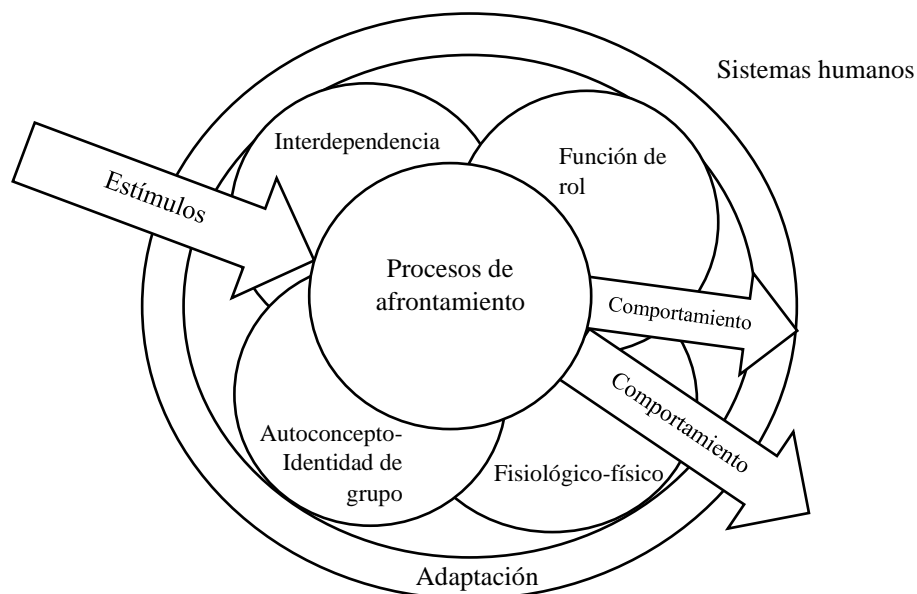 Sistemas humanos
Interdependencia
Función de
rol
Estímulos
Procesos de
afrontamiento
Comportamiento
Comportamiento
Autoconcepto-
Identidad de
grupo
Fisiológico-físico
Adaptación